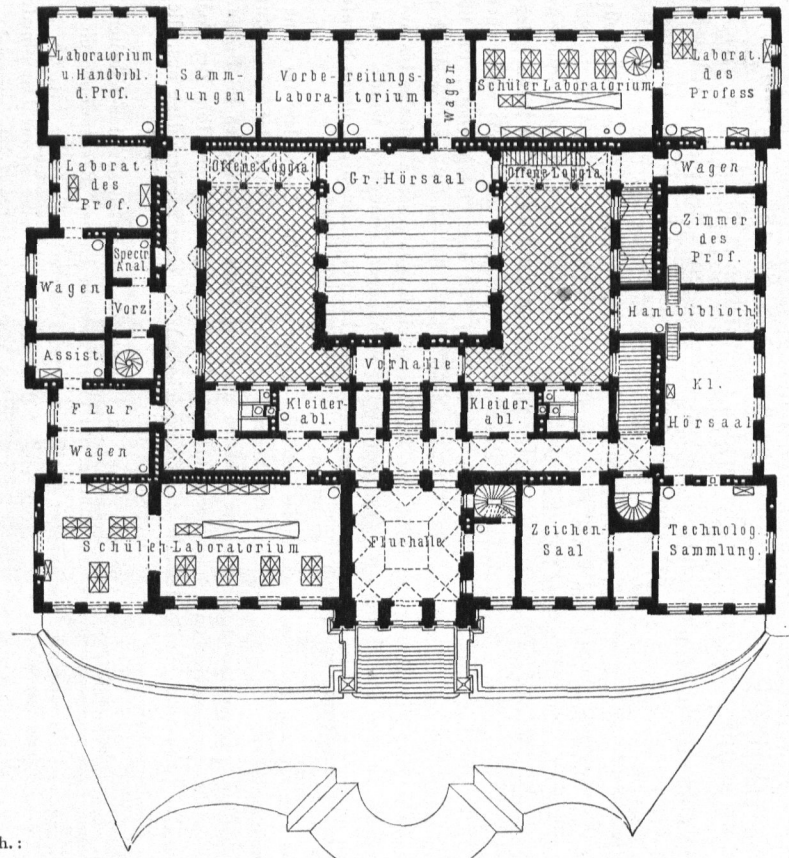 Laboratorium
u. Handbibl.
d. Prof.
Samm-
lungen
Vorbe-reitungs-
Labora-torium
Wagen
Schüler Laboratorium
Laborat.
des
Profess
Laborat.
des
Prof.
Offene Loggia
Gr. Hörsaal
Offene Loggia
Wagen
Zimmer
des
Prof.
Spectr
Anal
Wagen
Vorz
Handbiblioth
Assist.
Vorhalle
Flur
Kleider-
abl.
Kleider-
abl.
Kl.
Hörsaal
Wagen
Schüler-Laboratorium
Flurhalle
Zeichen-
Saal
Technolog.
Sammlung.
h.: